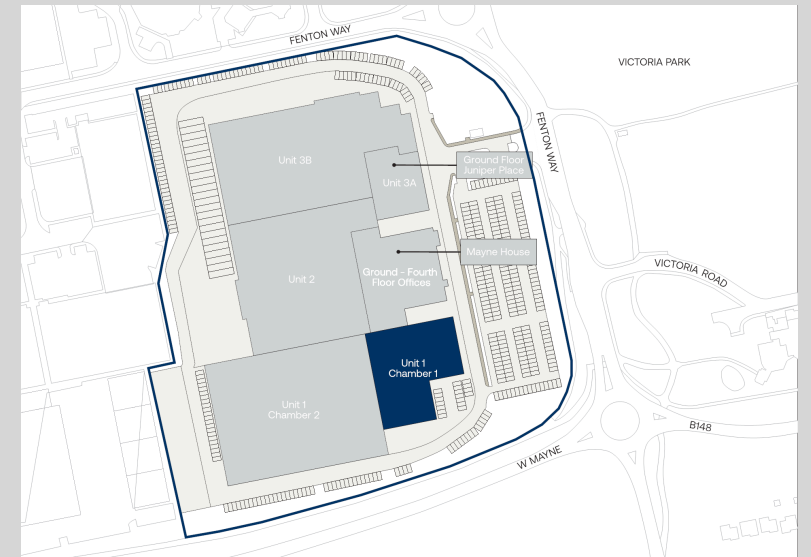 FENTON WAY
VICTORIA PARK
FENTON WAY
Unit 3B
Ground Floor
Juniper Place
Unit 3A
Mayne House
Unit 2
Ground - Fourth
Floor Offices
VICTORIA ROAD
Unit 1
Chamber 1
Unit 1
Chamber 2
B148
W MAYNE